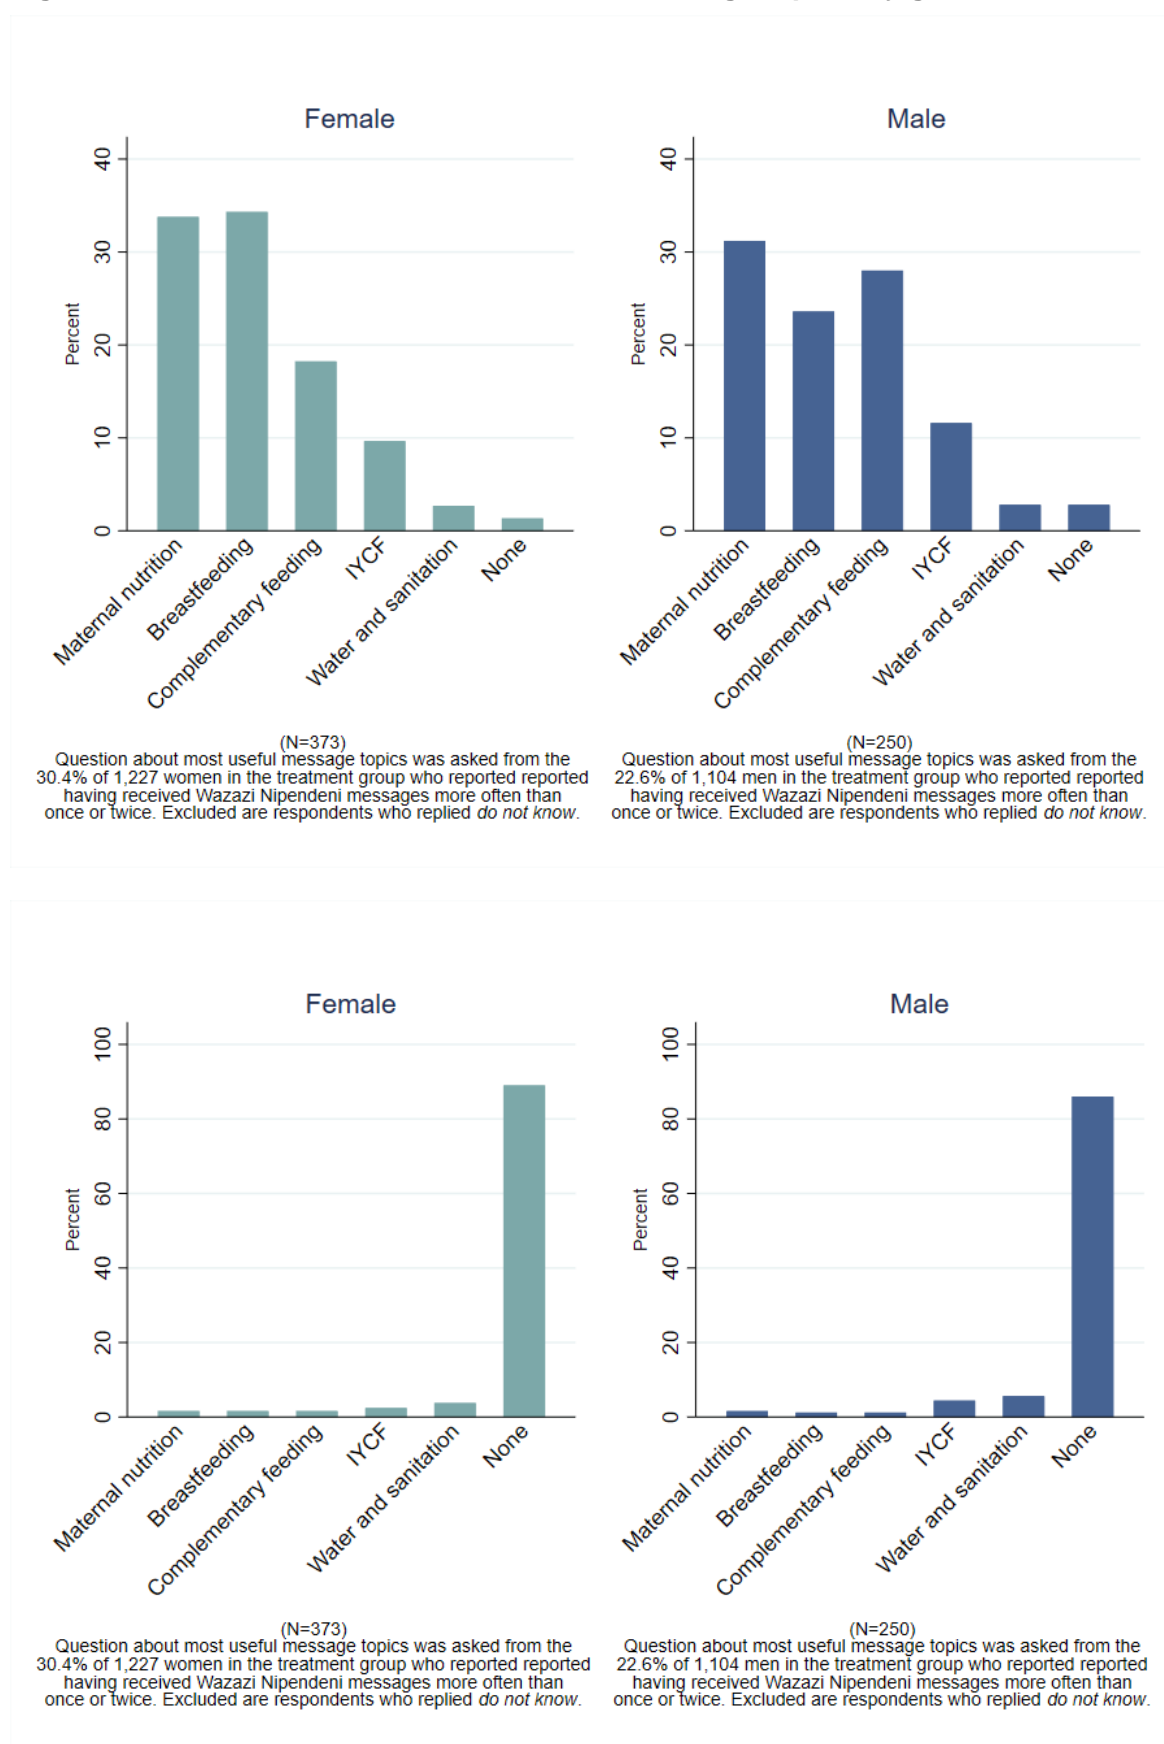 Female
Male
Percent
0
10
20
30
40
Maternal nutrition
Breastfeeding
Complementary feeding
IYCF
Water and sanitation
None
Percent
0
10
20
30
40
Maternal nutrition
Breastfeeding
Complementary feeding
IYCF
Water and sanitation
None
(N=373)
Question about most useful message topics was asked from the
30.4% of 1,227 women in the treatment group who reported reported
having received Wazazi Nipendeni messages more often than
once or twice. Excluded are respondents who replied do not know.
(N=250)
Question about most useful message topics was asked from the
22.6% of 1,104 men in the treatment group who reported reported
having received Wazazi Nipendeni messages more often than
once or twice. Excluded are respondents who replied do not know.
Female
Male
Percent
0
20
40
60
80
100
Maternal nutrition
Breastfeeding
Complementary feeding
IYCF
Water and sanitation
None
Percent
0
20
40
60
80
100
Maternal nutrition
Breastfeeding
Complementary feeding
IYCF
Water and sanitation
None
(N=373)
Question about most useful message topics was asked from the
30.4% of 1,227 women in the treatment group who reported reported
having received Wazazi Nipendeni messages more often than
once or twice. Excluded are respondents who replied do not know.
(N=250)
Question about most useful message topics was asked from the
22.6% of 1,104 men in the treatment group who reported reported
having received Wazazi Nipendeni messages more often than
once or twice. Excluded are respondents who replied do not know.